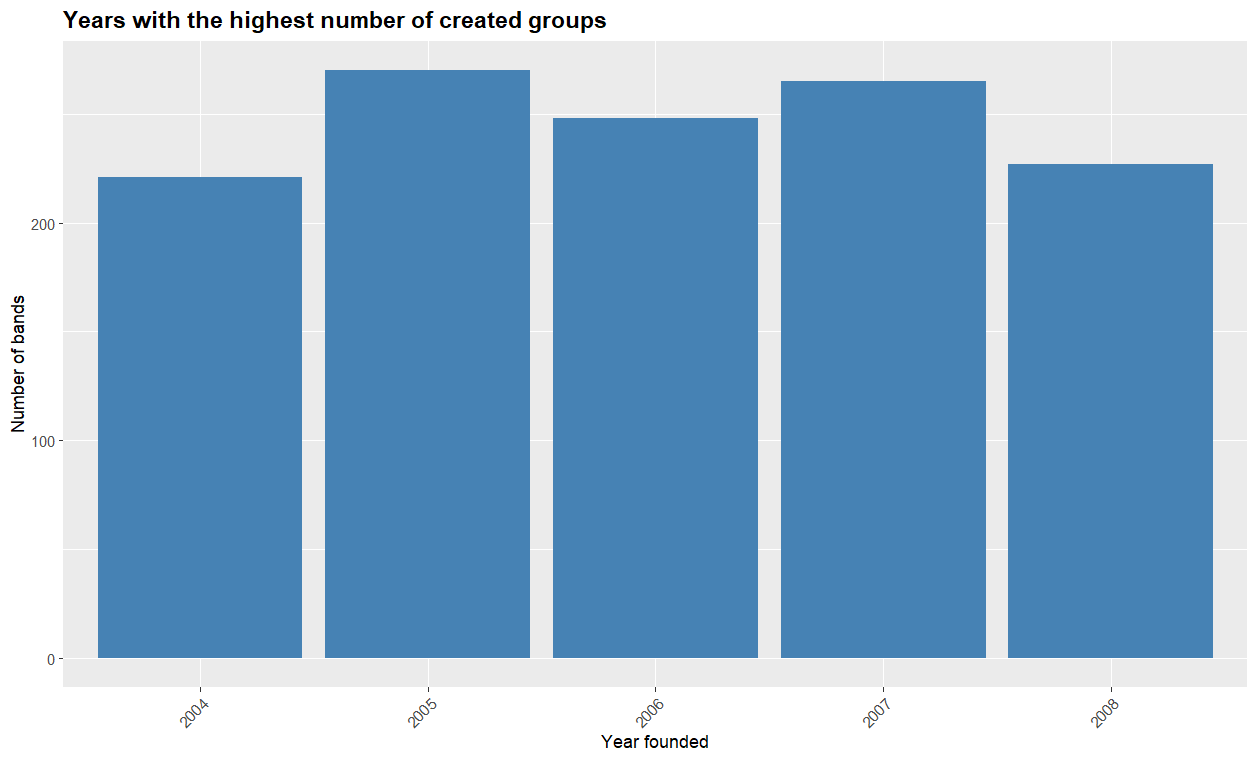 Years with the highest number of created groups
Number of bands
200
100
0
2004
2005
2006
2007
2008
Year founded